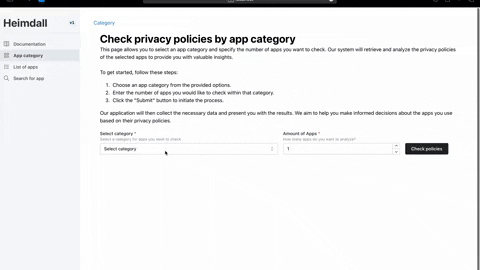 Heimdall
Documentation
App category
List of apps
Search for app
Category
Check privacy policies by app category
This page allows you to select an app category and specify the number of apps you want to check. Our system will retrieve and analyze the privacy policies
of the selected apps to provide you with valuable insights.
To get started, follow these steps:
1. Choose an app category from the provided options.
2. Enter the number of apps you would like to check within that category.
3. Click the "Submit" button to initiate the process.
Our application will then collect the necessary data and present you with the results. We aim to help you make informed decisions about the apps you use
based on their privacy policies.
Select category *
Select a category for apps you want to check
Select category
Amount of Apps *
How many apps do you want to analyze?
1
Check policies